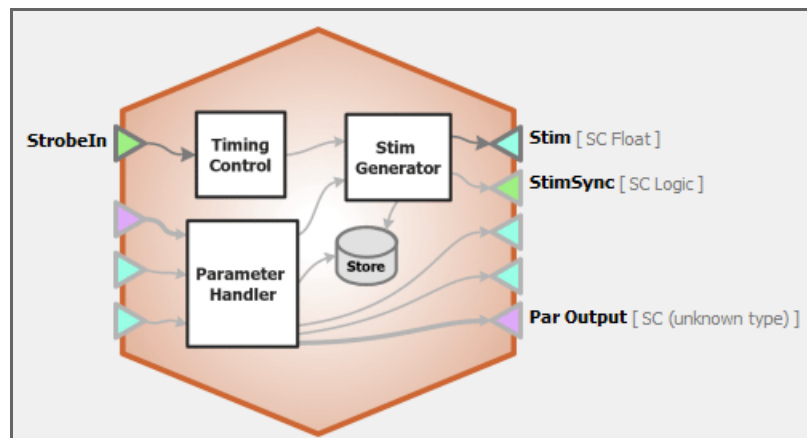 StrobeIn
Timing
Control
Stim
Generator
Stim [ SC Float ]
StimSync [ SC Logic ]
Parameter
Handler
Store
Par Output [ SC (unknown type) ]